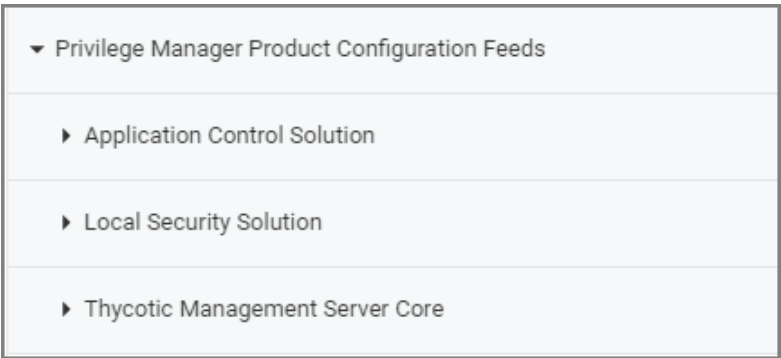 Privilege Manager Product Configuration Feeds
Application Control Solution
Local Security Solution
Thycotic Management Server Core